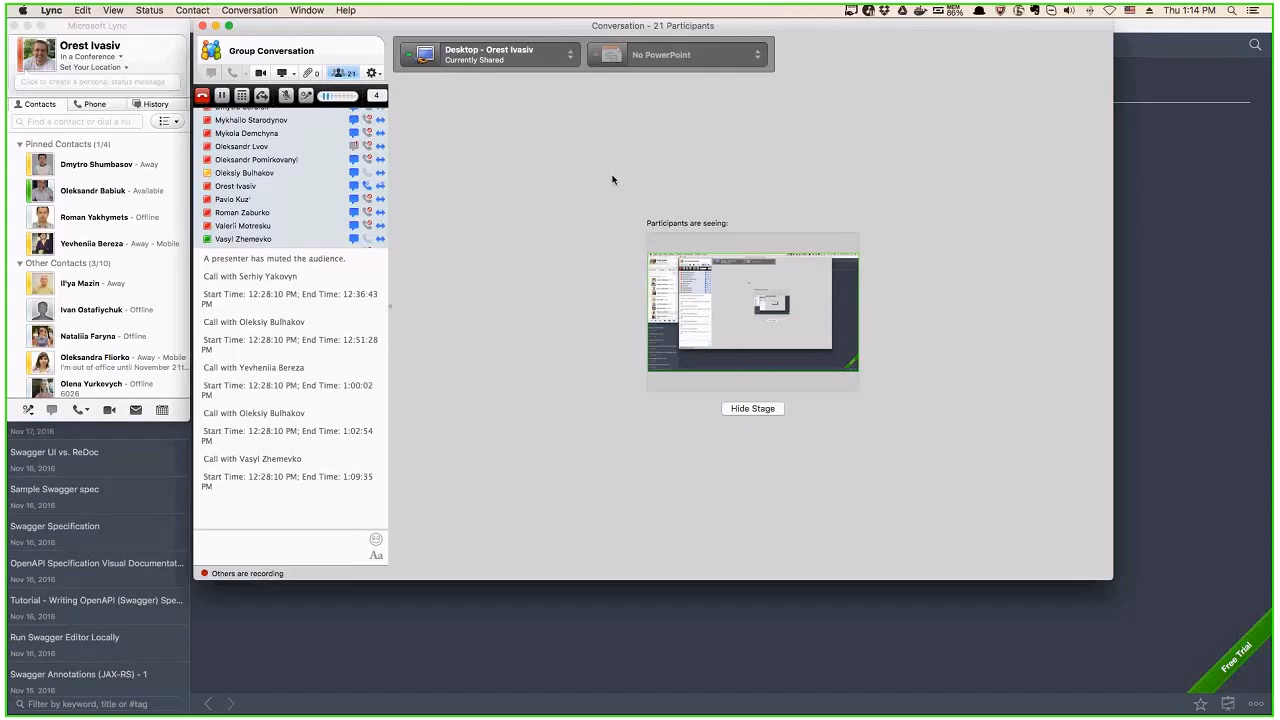 Lync Edit View Status Contact Conversation Window Help
MEM 86%
Thu 1:14 PM
Microsoft Lync
Orest Ivasiv
In a Conference
Set Your Location
Click to create a personal status message
Contacts Phone History
Find a contact or dial a nu
Pinned Contacts (1/4)
Dmytro Shumbasov - Away
Oleksandr Babiuk - Available
Roman Yakhymets - Offline
Yevheniia Bereza - Away - Mobile
Other Contacts (3/10)
Il'ya Mazin - Away
Ivan Ostafiychuk - Offline
Nataliia Faryna - Offline
Oleksandra Fliorko - Away - Mobile
I'm out of office until November 21t...
Olena Yurkevych - Offline
6026
Conversation - 21 Participants
Group Conversation
Desktop - Orest Ivasiv
Currently Shared
No PowerPoint
0 21
4
Mykhailo Starodynov
Mykola Demchyna
Oleksandr Lvov
Oleksandr Pomirkovanyi
Oleksiy Bulhakov
Orest Ivasiv
Pavlo Kuz'
Roman Zaburko
Valerii Motresku
Vasyl Zhemevko
A presenter has muted the audience.
Call with Serhiy Yakovyn
Start Time: 12:28:10 PM; End Time: 12:36:43
PM
Call with Oleksiy Bulhakov
Start Time: 12:28:10 PM; End Time: 12:51:28
PM
Call with Yevheniia Bereza
Start Time: 12:28:10 PM; End Time: 1:00:02
PM
Call with Oleksiy Bulhakov
Start Time: 12:28:10 PM; End Time: 1:02:54
PM
Call with Vasyl Zhemevko
Start Time: 12:28:10 PM; End Time: 1:09:35
PM
Aa
Others are recording
Participants are seeing:
Hide Stage
Nov 17, 2016
Swagger UI vs. ReDoc
Nov 16, 2016
Sample Swagger spec
Nov 16, 2016
Swagger Specification
Nov 16, 2016
OpenAPI Specification Visual Documentat...
Nov 16, 2016
Tutorial - Writing OpenAPI (Swagger) Spe...
Nov 16, 2016
Run Swagger Editor Locally
Nov 16, 2016
Swagger Annotations (JAX-RS) - 1
Nov 15, 2016
Filter by keyword, title or #tag
Free Trial